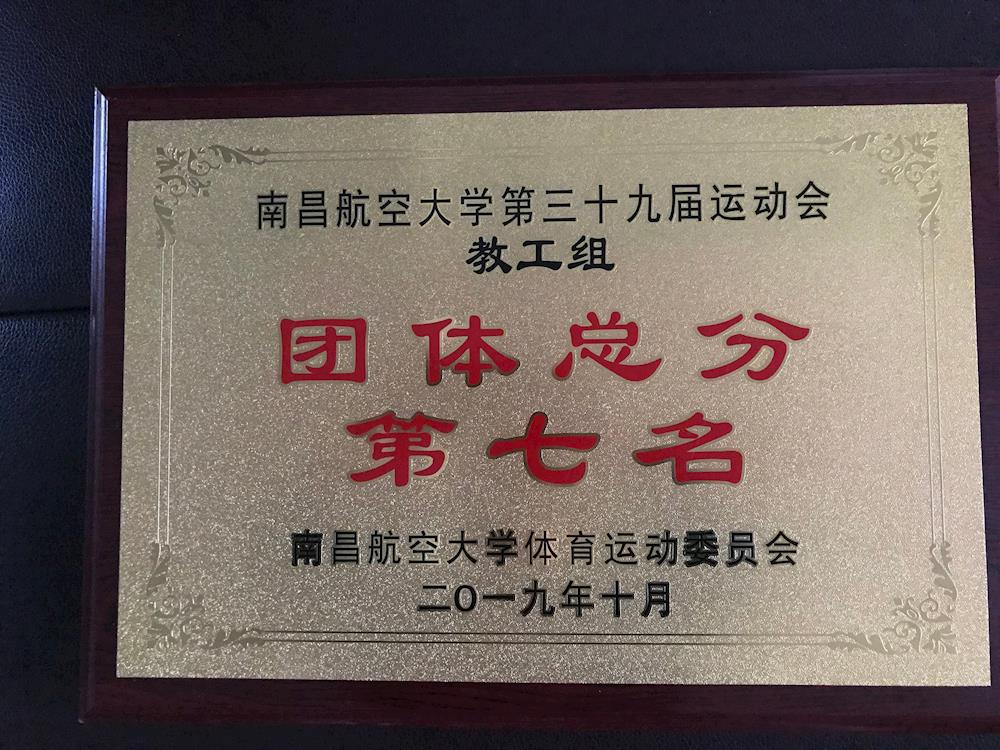 南昌航空大学第三十九届运动会
教工组
团体总分
第七名
南昌航空大学体育运动委员会
二O一九年十月